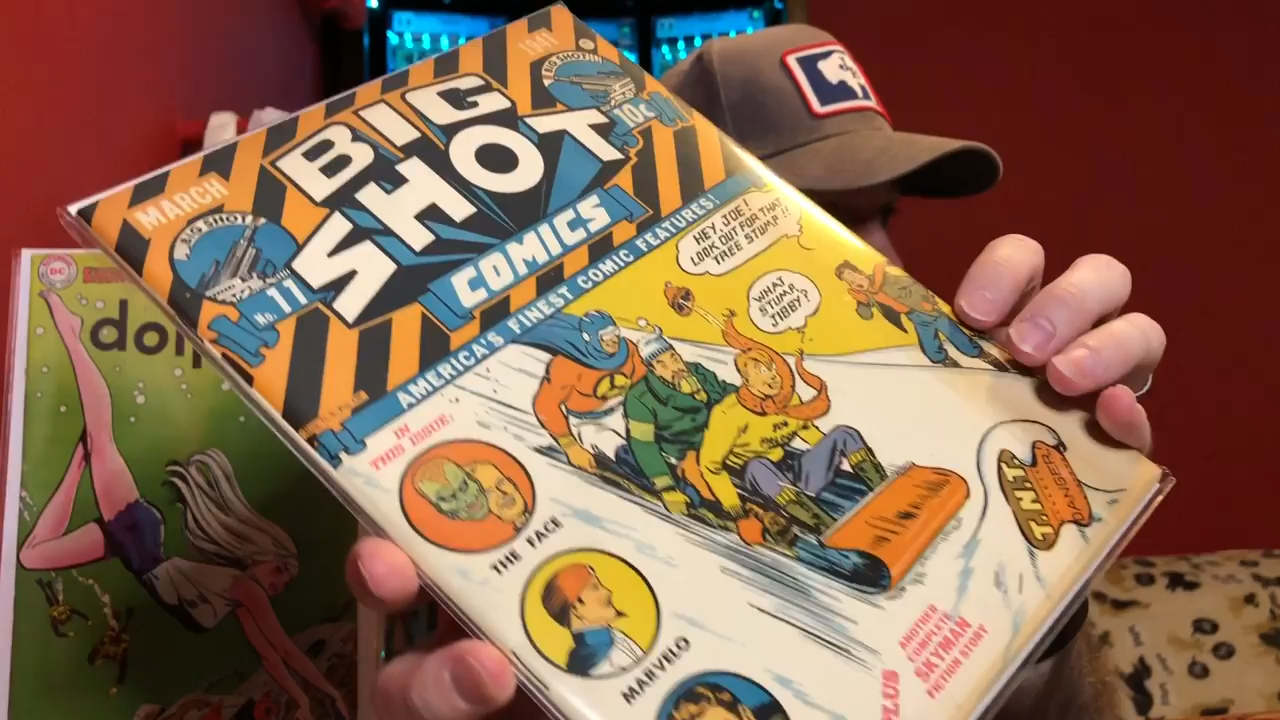 MARCH
1941
BIG SHOT
10¢
BIG
SHOT
COMICS
BIG SHOT
No. 11
AMERICA'S FINEST COMIC FEATURES!
HEY, JOE!
LOOK OUT FOR THAT
TREE STUMP!!
WHAT
STUMP,
JIBBY?
IN
THIS ISSUE:
THE FACE
MARVELO
T.N.T
DANGER
PLUS
ANOTHER
COMPLETE
SKYMAN
FICTION STORY
DC